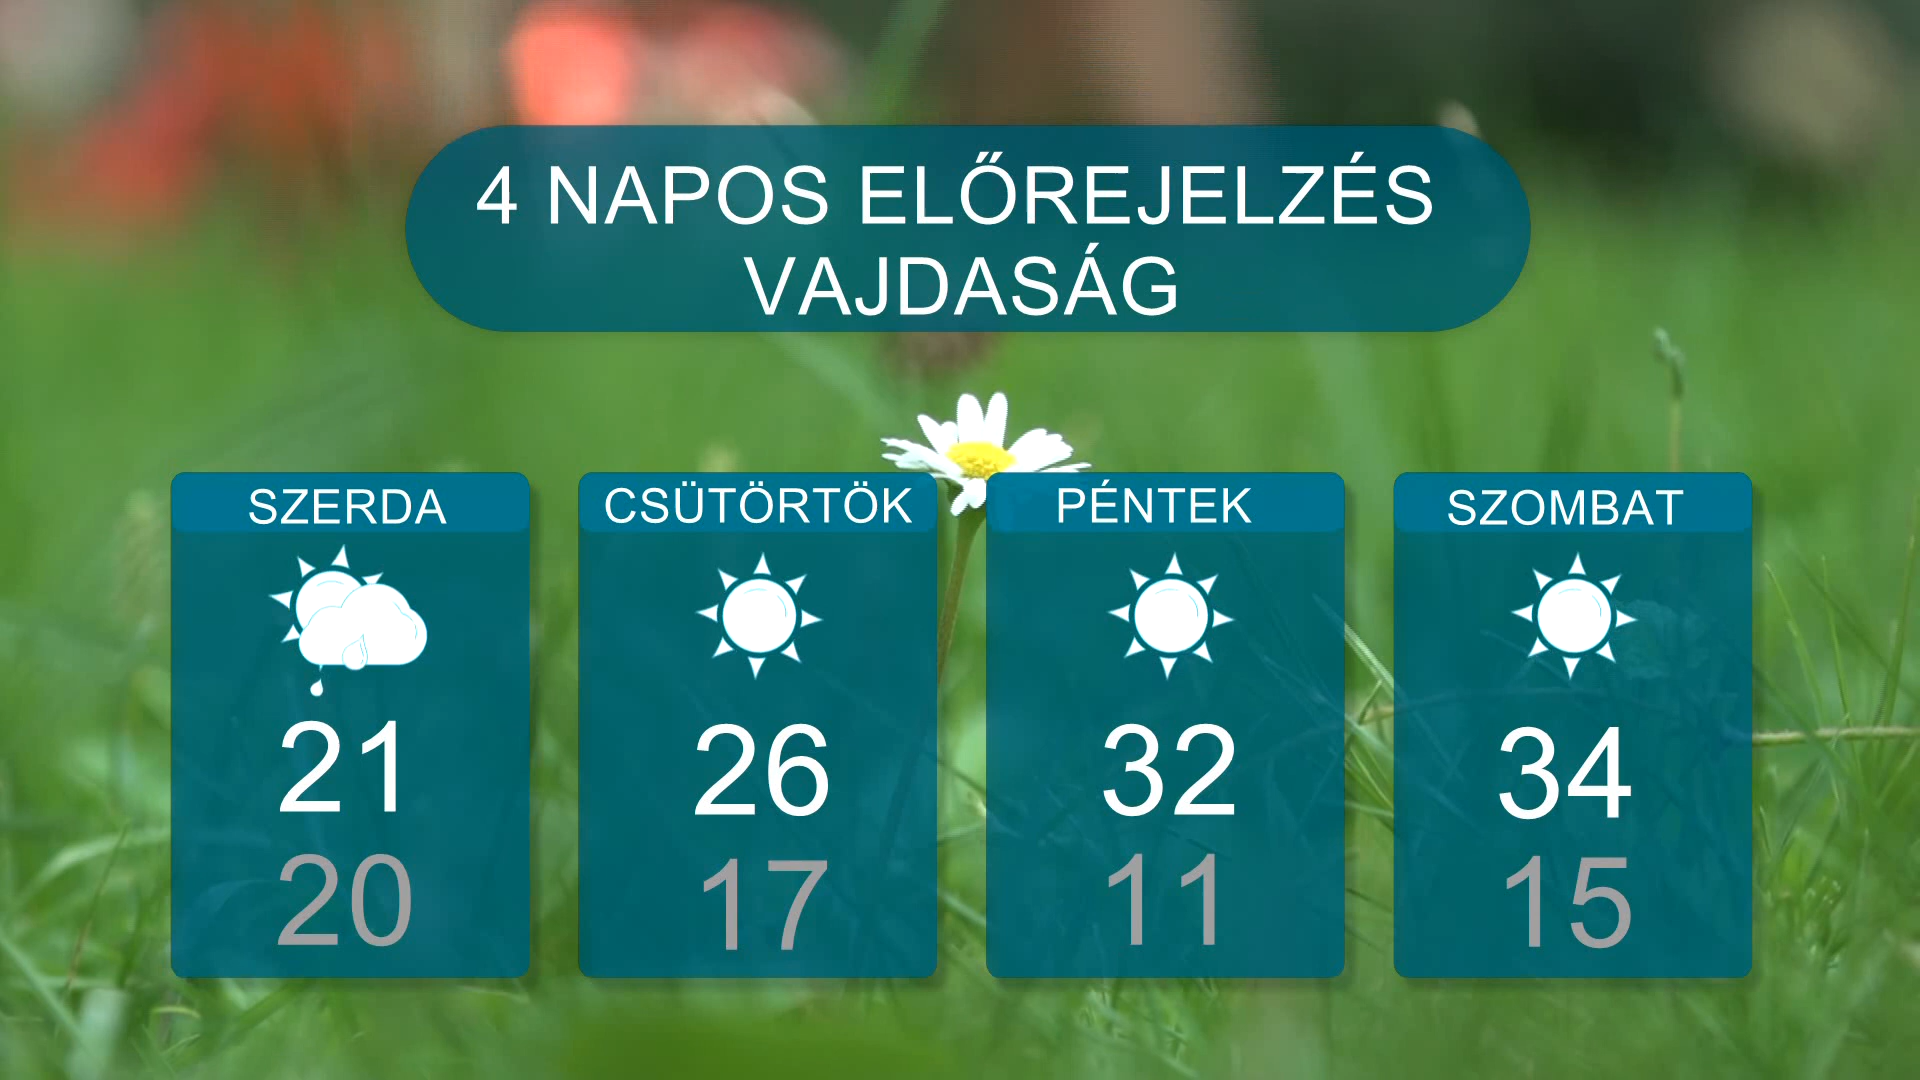 4 NAPOS ELŐREJELZÉS
VAJDASÁG
SZERDA
21
20
CSÜTÖRTÖK
26
17
PÉNTEK
32
11
SZOMBAT
34
15